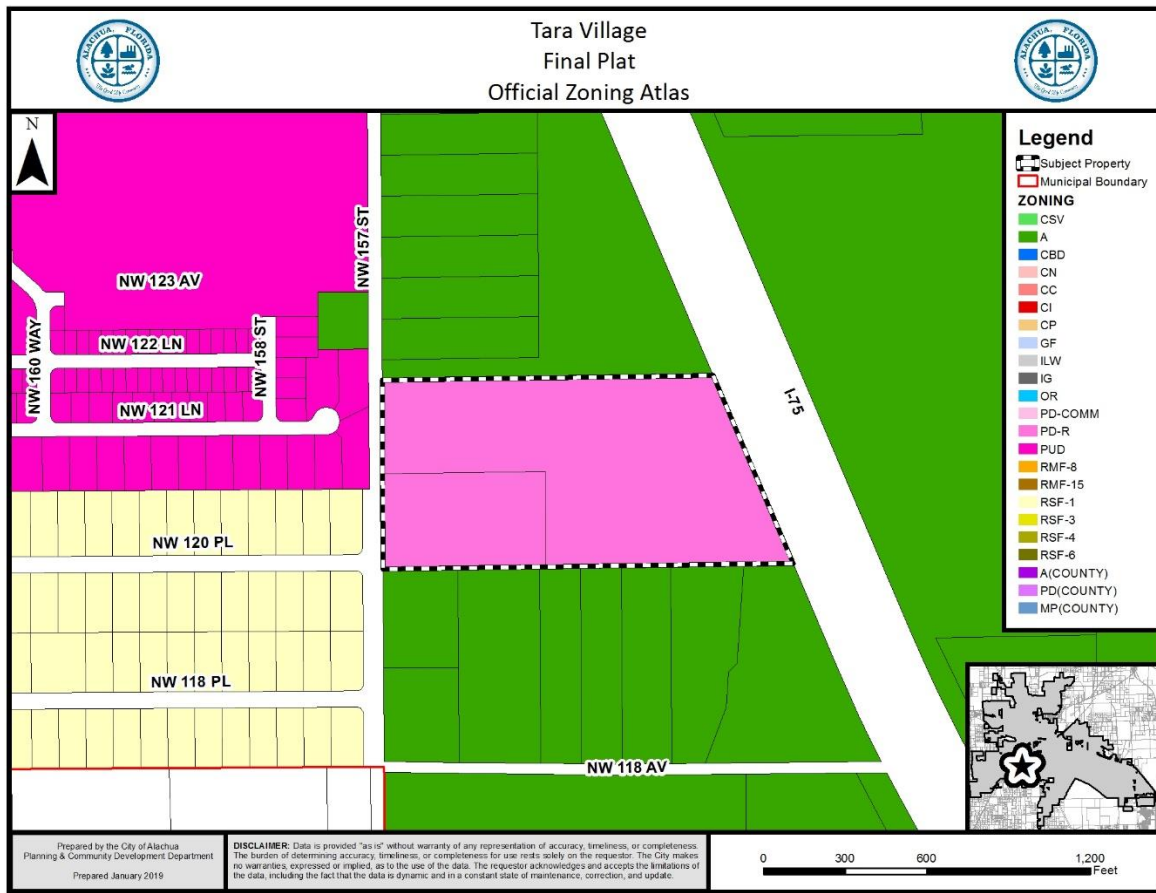 Tara Village
Final Plat
Official Zoning Atlas
ALACHUA, FLORIDA
ALACHUA, FLORIDA
N
NW 157 ST
NW 123 AV
NW 160 WAY
NW 122 LN
NW 158 ST
NW 121 LN
I-75
NW 120 PL
NW 118 PL
NW 118 AV
Legend
Subject Property
Municipal Boundary
ZONING
CSV
A
CBD
CN
CC
CI
CP
GF
ILW
IG
OR
PD-COMM
PD-R
PUD
RMF-8
RMF-15
RSF-1
RSF-3
RSF-4
RSF-6
A(COUNTY)
PD(COUNTY)
MP(COUNTY)
Prepared by the City of Alachua
Planning & Community Development Department
Prepared January 2019
DISCLAIMER: Data is provided "as is" without warranty of any representation of accuracy, timeliness, or completeness.
The burden of determining accuracy, timeliness, or completeness for use rests solely on the requestor. The City makes
no warranties, expressed or implied, as to the use of the data. The requestor acknowledges and accepts the limitations of
the data, including the fact that the data is dynamic and in a constant state of maintenance, correction, and update.
0 300 600 1,200
Feet